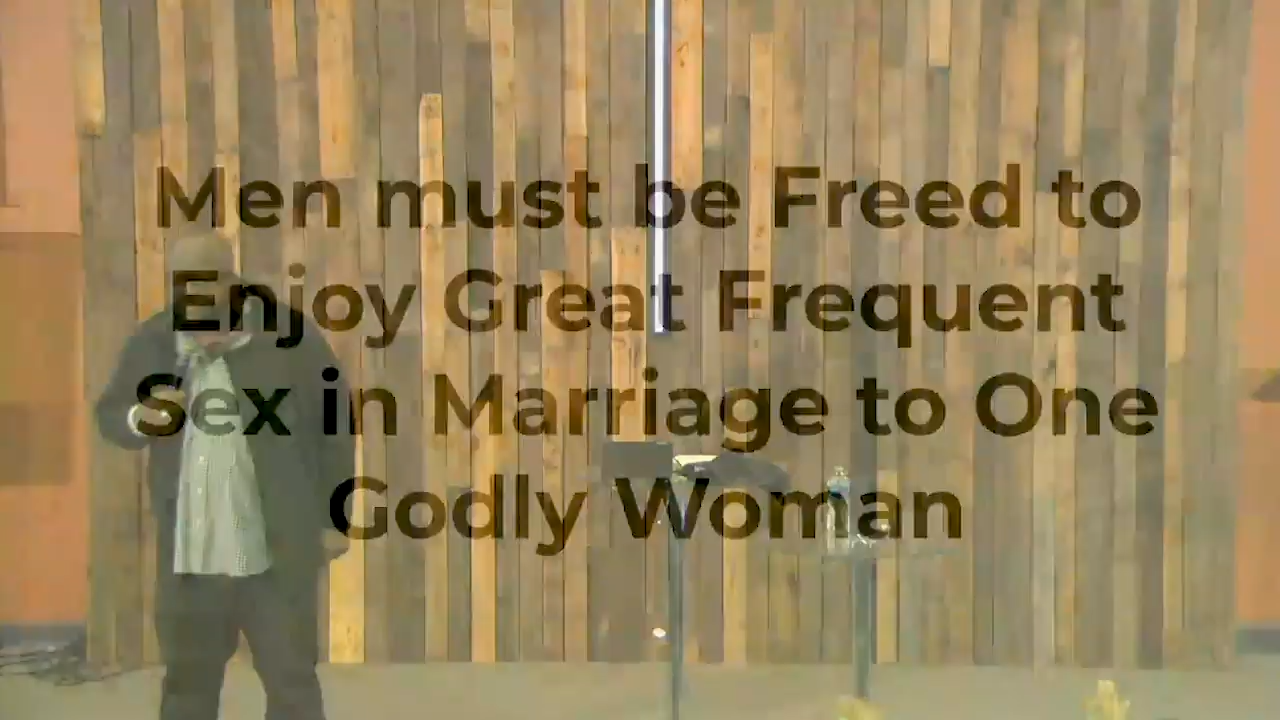 Men must be Freed to
Enjoy Great Frequent
Sex in Marriage to One
Godly Woman